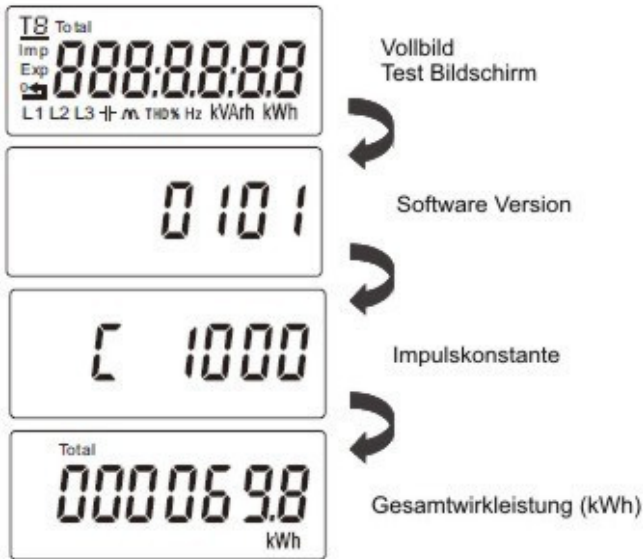 T8 Total
Imp
Exp
888:8:8:8.8
L1 L2 L3 THD% Hz kVArh kWh
Vollbild
Test Bildschirm
0101
Software Version
C 1000
Impulskonstante
Total
0000069.8
kWh
Gesamtwirkleistung (kWh)